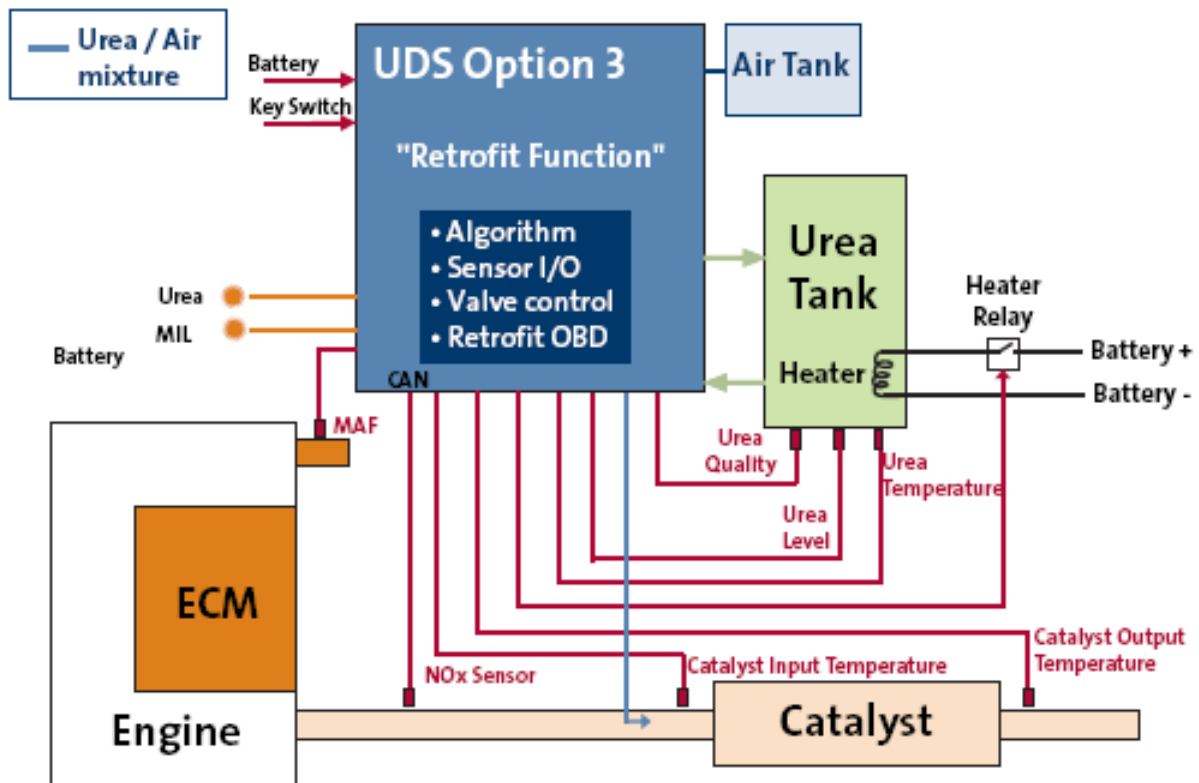 Urea / Air
mixture
Battery
Key Switch
UDS Option 3
"Retrofit Function"
• Algorithm
• Sensor I/O
• Valve control
• Retrofit OBD
CAN
Air Tank
Urea
Tank
Heater
Heater
Relay
Battery +
Battery -
Urea
MIL
Battery
MAF
Urea
Quality
Urea
Level
Urea
Temperature
ECM
Engine
NOx Sensor
Catalyst Input Temperature
Catalyst Output
Temperature
Catalyst